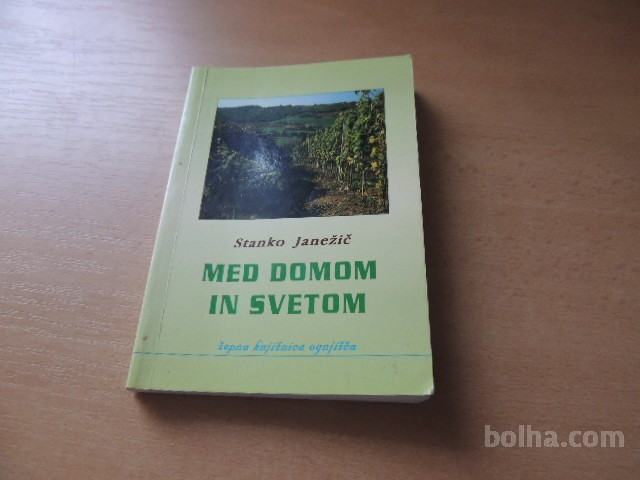 Stanko Janežič
MED DOMOM
IN SVETOM
žepna knjižnica ognjišča
bolha.com